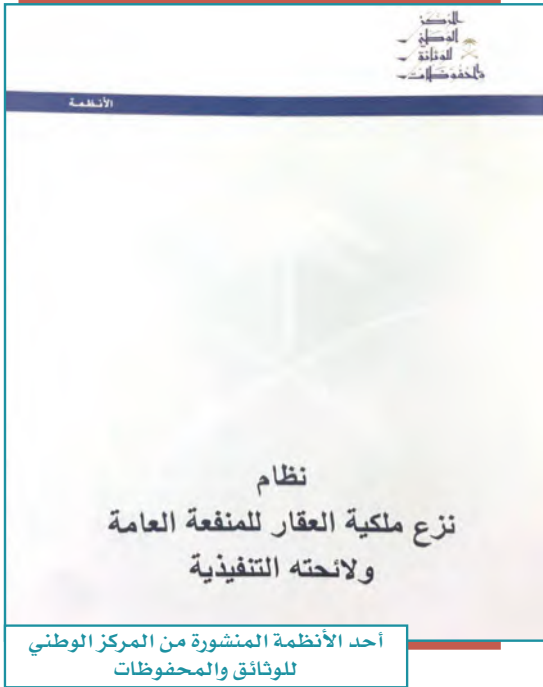 المركز
الوطني
للوثائق
والمحفوظات
الأنظمة
نظام
نزع ملكية العقار للمنفعة العامة
ولائحته التنفيذية
أحد الأنظمة المنشورة من المركز الوطني
للوثائق والمحفوظات